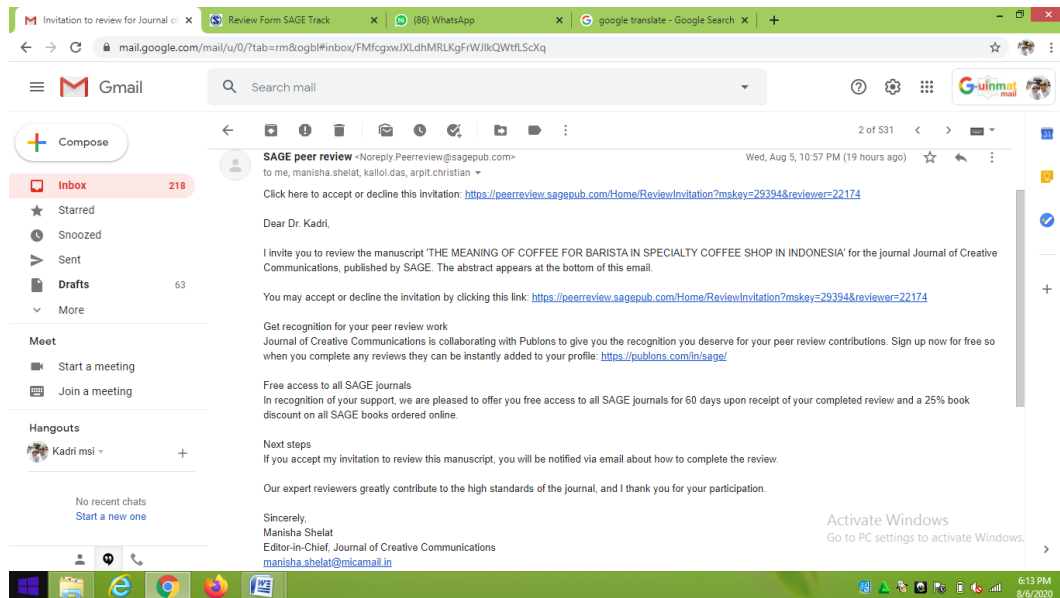 Invitation to review for Journal of
Review Form SAGE Track
(86) WhatsApp
google translate - Google Search
mail.google.com/mail/u/0/?tab=rm&ogbl#inbox/FMfcgxwJXLdhMRLKgFrWJlkQWtfLScXq
Gmail
Search mail
G-uinmat
mail
Compose
2 of 531
Inbox 218
Starred
Snoozed
Sent
Drafts 63
More
Meet
Start a meeting
Join a meeting
Hangouts
Kadri msi
No recent chats
Start a new one
SAGE peer review <Noreply.Peerreview@sagepub.com>
Wed, Aug 5, 10:57 PM (19 hours ago)
to me, manisha.shelat, kallol.das, arpit.christian
Click here to accept or decline this invitation: https://peerreview.sagepub.com/Home/ReviewInvitation?mskey=29394&reviewer=22174
Dear Dr. Kadri,
I invite you to review the manuscript 'THE MEANING OF COFFEE FOR BARISTA IN SPECIALTY COFFEE SHOP IN INDONESIA' for the journal Journal of Creative
Communications, published by SAGE. The abstract appears at the bottom of this email.
You may accept or decline the invitation by clicking this link: https://peerreview.sagepub.com/Home/ReviewInvitation?mskey=29394&reviewer=22174
Get recognition for your peer review work
Journal of Creative Communications is collaborating with Publons to give you the recognition you deserve for your peer review contributions. Sign up now for free so
when you complete any reviews they can be instantly added to your profile: https://publons.com/in/sage/
Free access to all SAGE journals
In recognition of your support, we are pleased to offer you free access to all SAGE journals for 60 days upon receipt of your completed review and a 25% book
discount on all SAGE books ordered online.
Next steps
If you accept my invitation to review this manuscript, you will be notified via email about how to complete the review.
Our expert reviewers greatly contribute to the high standards of the journal, and I thank you for your participation.
Sincerely,
Manisha Shelat
Editor-in-Chief, Journal of Creative Communications
manisha.shelat@micamail.in
Activate Windows
Go to PC settings to activate Windows.
6:13 PM
8/6/2020